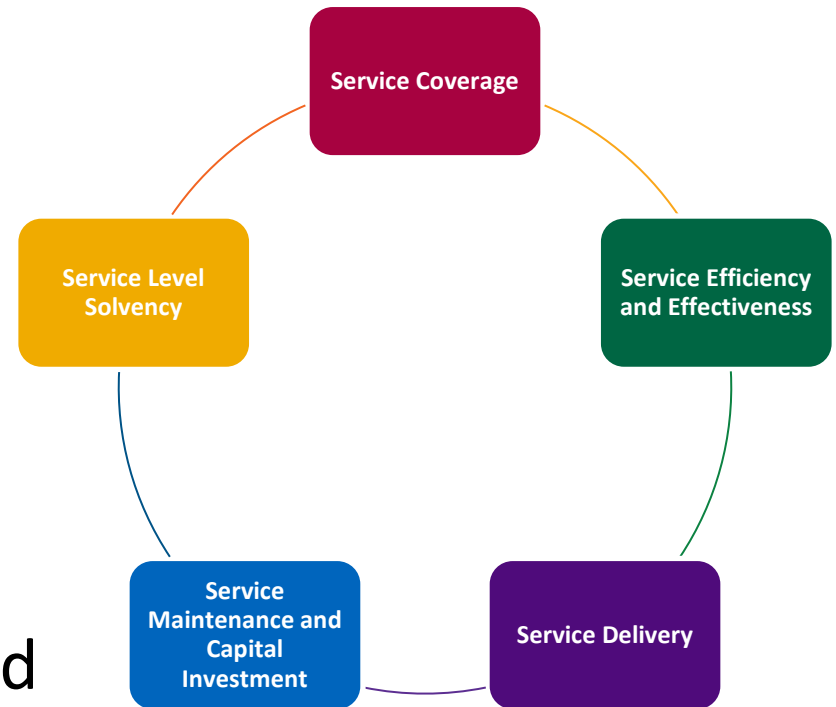 Service Coverage
Service Efficiency
and Effectiveness
Service Delivery
Service
Maintenance and
Capital
Investment
Service Level
Solvency
d